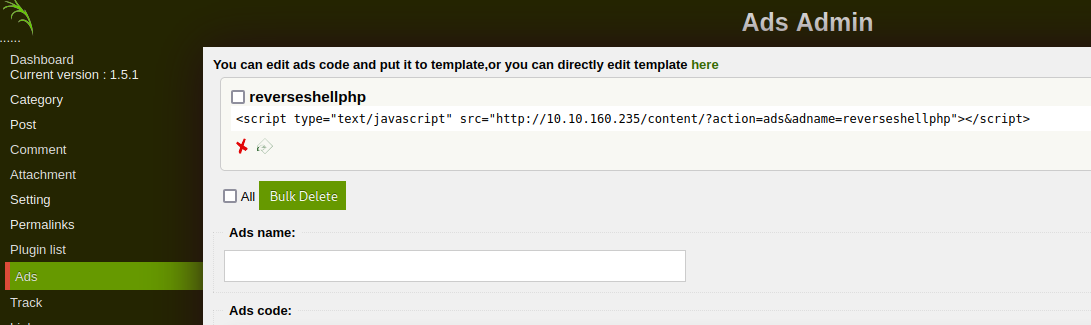 Ads Admin
......
Dashboard
Current version : 1.5.1
Category
Post
Comment
Attachment
Setting
Permalinks
Plugin list
Ads
Track
You can edit ads code and put it to template,or you can directly edit template here
reverseshellphp
<script type="text/javascript" src="http://10.10.160.235/content/?action=ads&adname=reverseshellphp"></script>
All
Bulk Delete
Ads name:
Ads code: